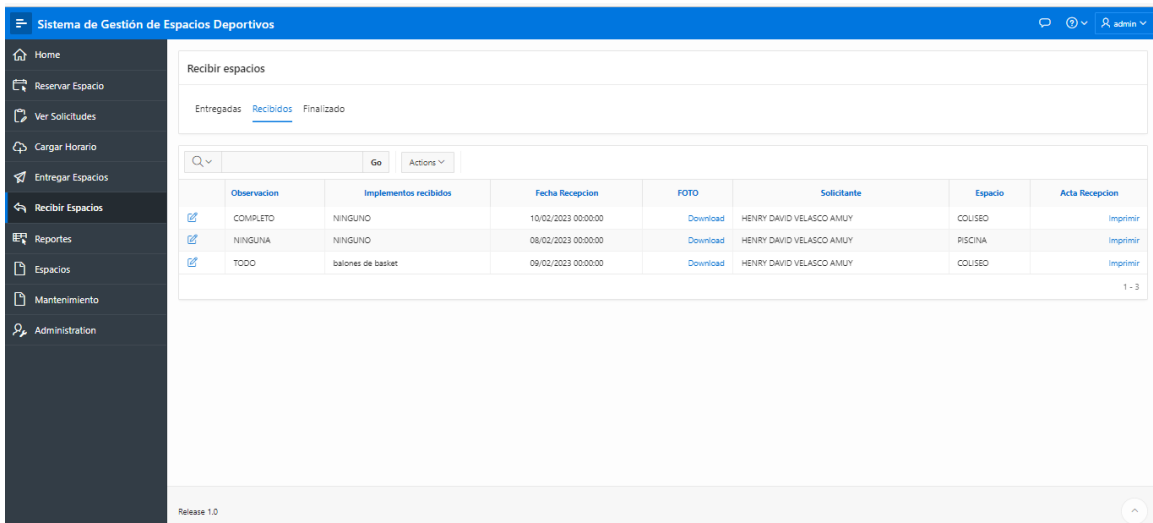 Sistema de Gestión de Espacios Deportivos
admin
Home
Reservar Espacio
Ver Solicitudes
Cargar Horario
Entregar Espacios
Recibir Espacios
Reportes
Espacios
Mantenimiento
Administration
Recibir espacios
Entregadas Recibidos Finalizado
Go Actions
Observacion Implementos recibidos Fecha Recepcion FOTO Solicitante Espacio Acta Recepcion
COMPLETO NINGUNO 10/02/2023 00:00:00 Download HENRY DAVID VELASCO AMUY COLISEO Imprimir
NINGUNA NINGUNO 08/02/2023 00:00:00 Download HENRY DAVID VELASCO AMUY PISCINA Imprimir
TODO balones de basket 09/02/2023 00:00:00 Download HENRY DAVID VELASCO AMUY COLISEO Imprimir
1 - 3
Release 1.0